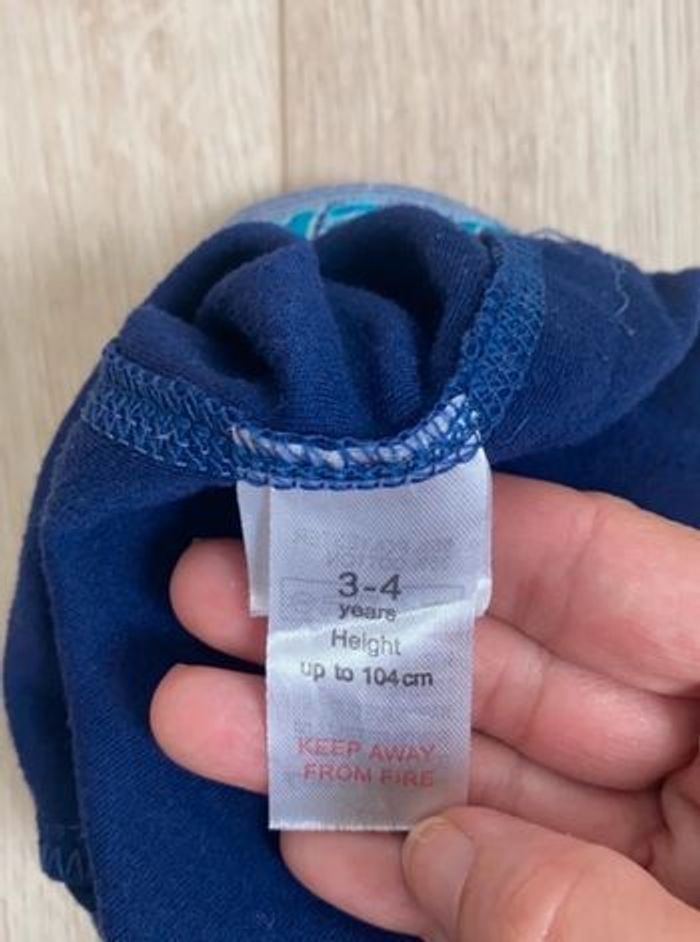 3-4
years
Height
up to 104cm
KEEP AWAY
FROM FIRE